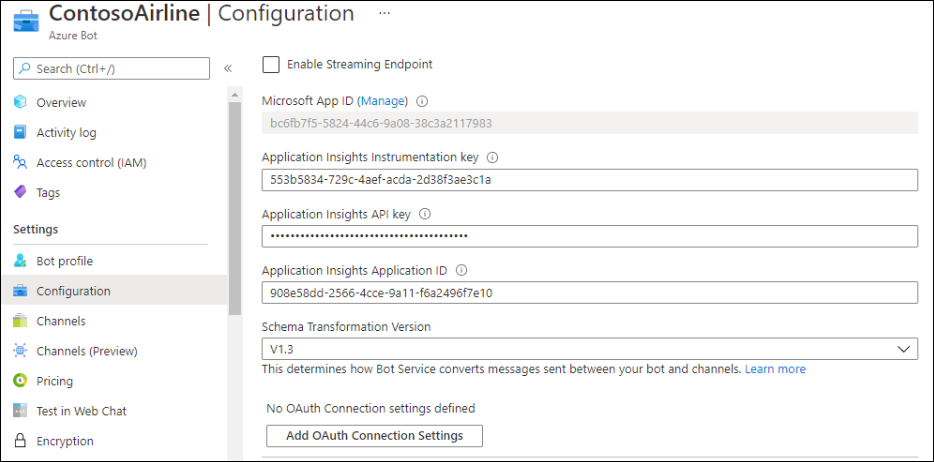 ContosoAirline | Configuration ...
Azure Bot
Search (Ctrl+/)
«
Overview
Activity log
Access control (IAM)
Tags
Settings
Bot profile
Configuration
Channels
Channels (Preview)
Pricing
Test in Web Chat
Encryption
Enable Streaming Endpoint
Microsoft App ID (Manage)
bc6fb7f5-5824-44c6-9a08-38c3a2117983
Application Insights Instrumentation key
553b5834-729c-4aef-acda-2d38f3ae3c1a
Application Insights API key
••••••••••••••••••••••••••••••••••••••••
Application Insights Application ID
908e58dd-2566-4cce-9a11-f6a2496f7e10
Schema Transformation Version
V1.3
This determines how Bot Service converts messages sent between your bot and channels. Learn more
No OAuth Connection settings defined
Add OAuth Connection Settings